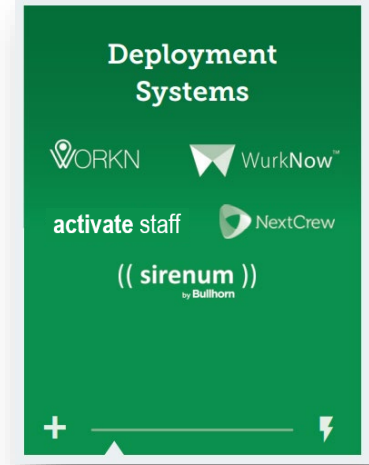 Deployment
Systems
WORKN
WurkNow™
activate staff
NextCrew
(( sirenum ))
by Bullhorn